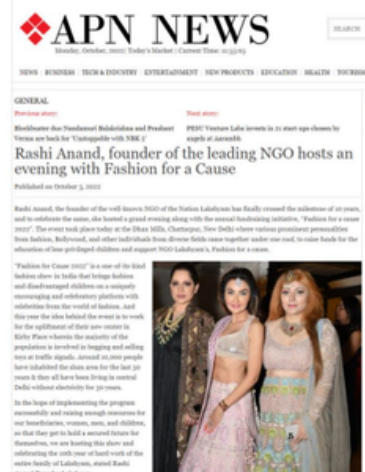 APN NEWS
Monday, October, 2022| Today's Market | Current Time:
SEARCH
NEWS BUSINESS TECH & INDUSTRY ENTERTAINMENT NEW PRODUCTS EDUCATION HEALTH TOURISM
GENERAL
Previous story: Next story:
Blockbuster duo Nandamuri Balakrishna and Prashant PESU Venture Labs invests in 21 start-ups chosen by
Verma are back for 'Unstoppable with NBK angels at Aarambh
Rashi Anand, founder of the leading NGO hosts an
evening with Fashion for a Cause
Published on October 3, 2022
Rashi Anand, the founder of the well-known NGO of the Nation Lakshyam has finally crossed the milestone of 10 years,
and to celebrate the same, she hosted a grand evening along with the annual fundraising initiative, "Fashion for a cause
2022". The event took place today at the Dhan Mills, Chattarpur, New Delhi where various prominent personalities
from fashion, Bollywood, and other individuals from diverse fields came together under one roof, to raise funds for the
education of less-privileged children and support NGO Lakshyam's, Fashion for a cause.
"Fashion for Cause 2022" is a one-of-its-kind
fashion show in India that brings fashion
and disadvantaged children on a uniquely
encouraging and celebratory platform with
celebrities from the world of fashion. And
this year the idea behind the event is to work
for the upliftment of their new center in
Kirby Place wherein the majority of the
population is involved in begging and selling
toys at traffic signals. Around 10,000 people
have inhabited the slum area for the last 30
years & they all have been living in central
Delhi without electricity for 30 years.
In the hope of implementing the program
successfully and raising enough resources for
our beneficiaries, women, men, and children,
so that they get to hold a secured future for
themselves, we are hosting this show and
celebrating the 10th year of hard work of the
entire family of Lakshyam, stated Rashi